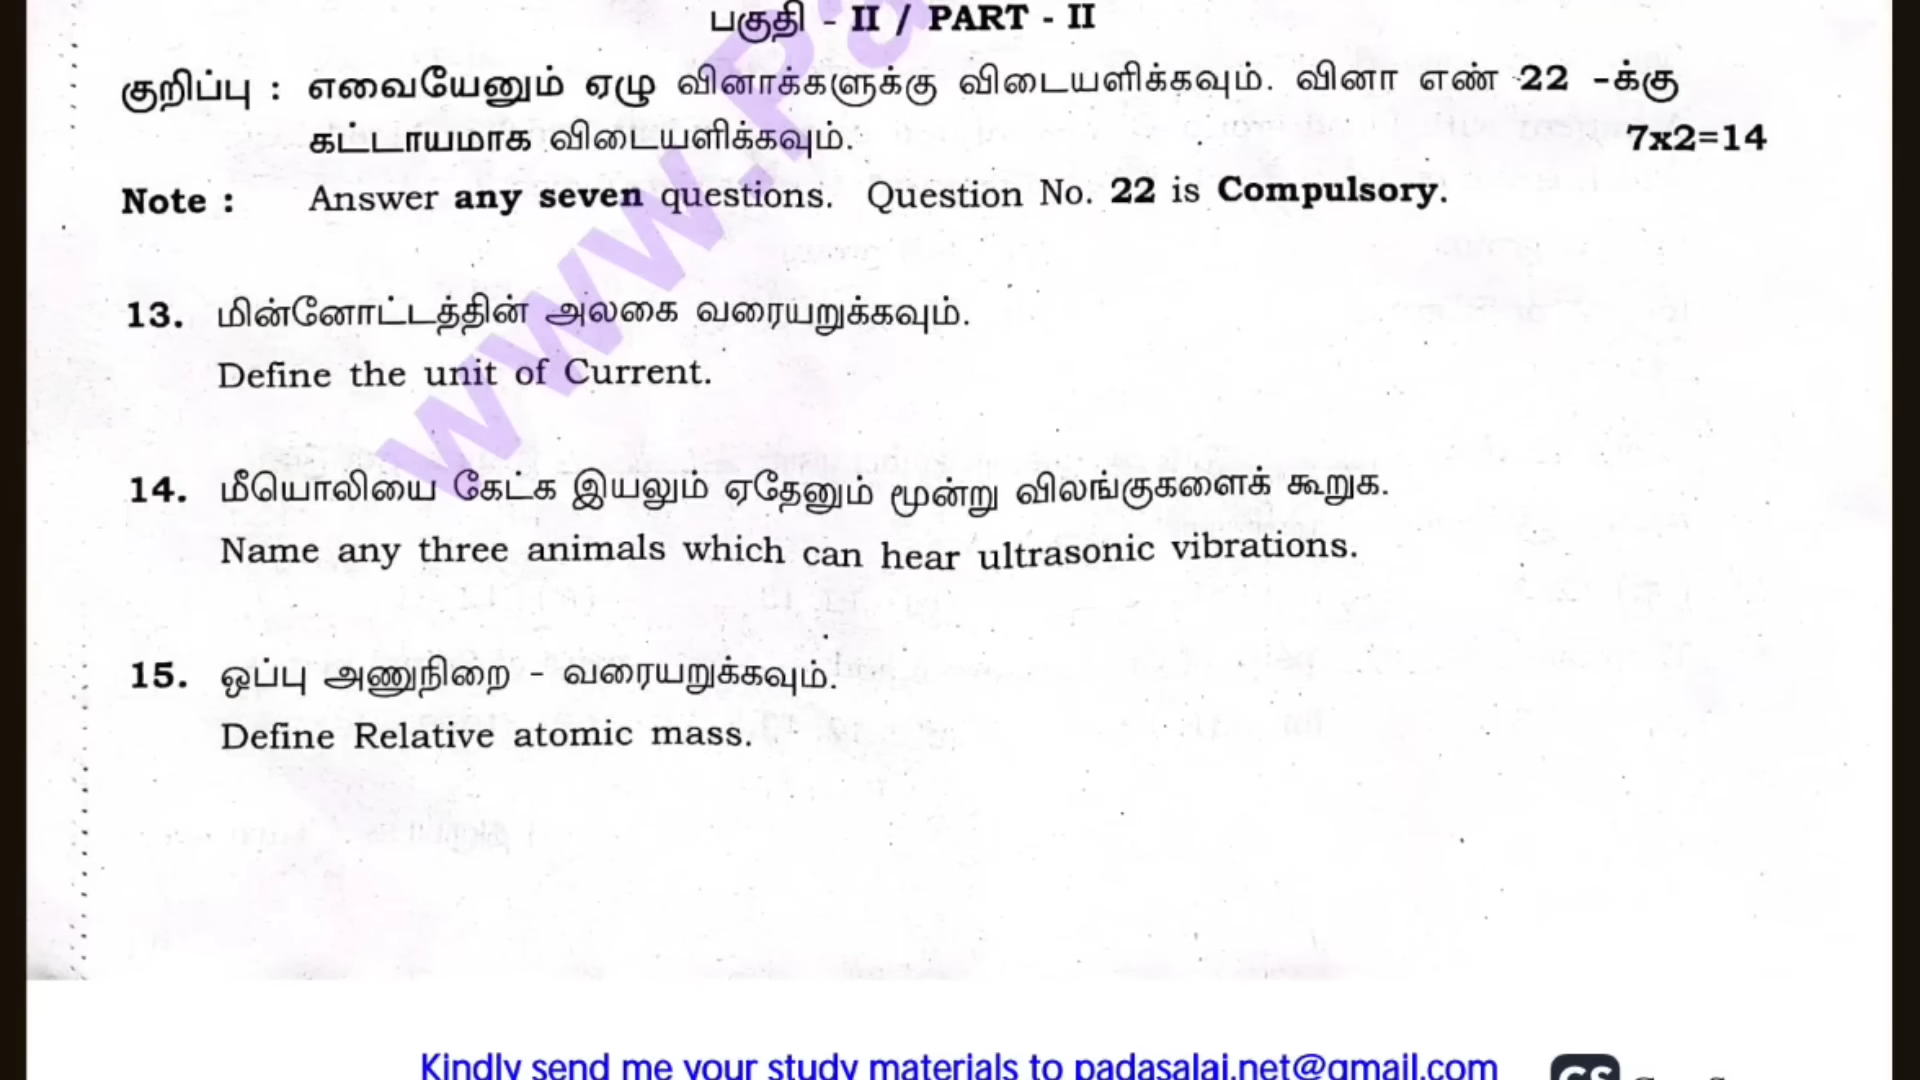 பகுதி - II / PART - II
குறிப்பு : எவையேனும் ஏழு வினாக்களுக்கு விடையளிக்கவும். வினா எண் 22 -க்கு
கட்டாயமாக விடையளிக்கவும். 7x2=14
Note : Answer any seven questions. Question No. 22 is Compulsory.
13. மின்னோட்டத்தின் அலகை வரையறுக்கவும்.
Define the unit of Current.
14. மீயொலியை கேட்க இயலும் ஏதேனும் மூன்று விலங்குகளைக் கூறுக.
Name any three animals which can hear ultrasonic vibrations.
15. ஒப்பு அணுநிறை - வரையறுக்கவும்.
Define Relative atomic mass.
www.Pa
Kindly send me your study materials to padasalai.net@gmail.com
CS